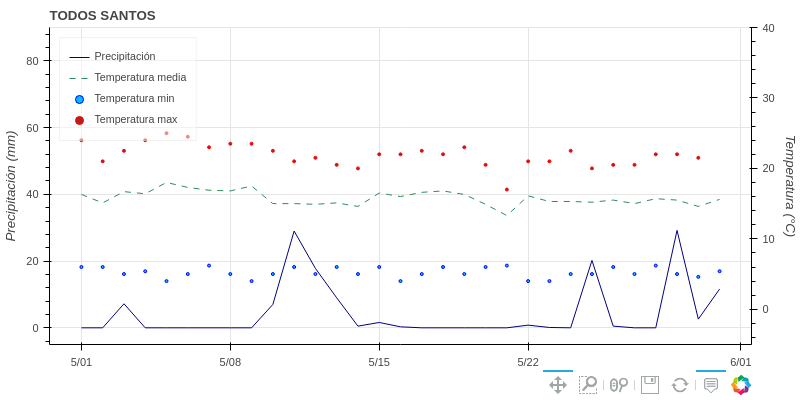 TODOS SANTOS
Precipitación
Temperatura media
Temperatura min
Temperatura max
Precipitación (mm)
80
60
40
20
0
Temperatura (°C)
40
30
20
10
0
5/01
5/08
5/15
5/22
6/01